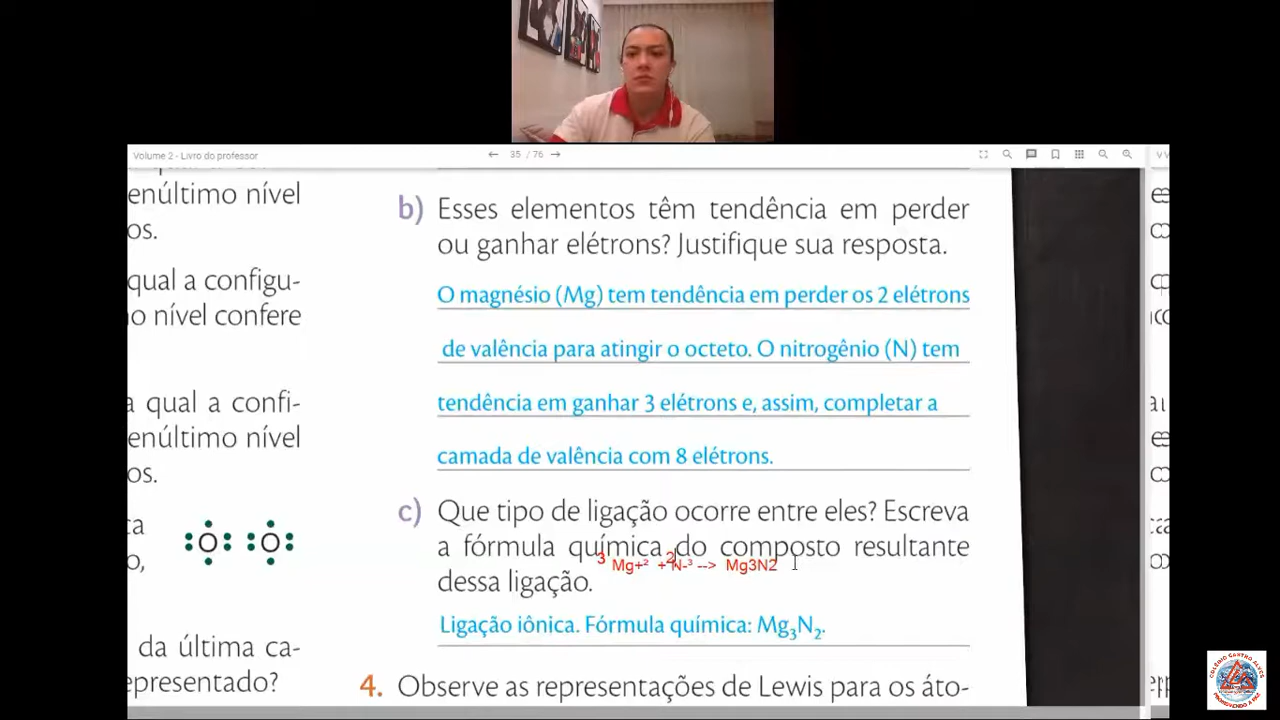 Volume 2 - Livro do professor
35 / 76
enúltimo nível
os.
qual a configu-
o nível confere
a qual a confi-
enúltimo nível
os.
O O
da última ca-
epresentado?
b) Esses elementos têm tendência em perder
ou ganhar elétrons? Justifique sua resposta.
O magnésio (Mg) tem tendência em perder os 2 elétrons
de valência para atingir o octeto. O nitrogênio (N) tem
tendência em ganhar 3 elétrons e, assim, completar a
camada de valência com 8 elétrons.
c) Que tipo de ligação ocorre entre eles? Escreva
a fórmula química do composto resultante
3 Mg+² + 2N-³ --> Mg3N2
dessa ligação.
Ligação iônica. Fórmula química: Mg₃N₂.
4. Observe as representações de Lewis para os áto-
COLÉGIO CASTRO ALVES